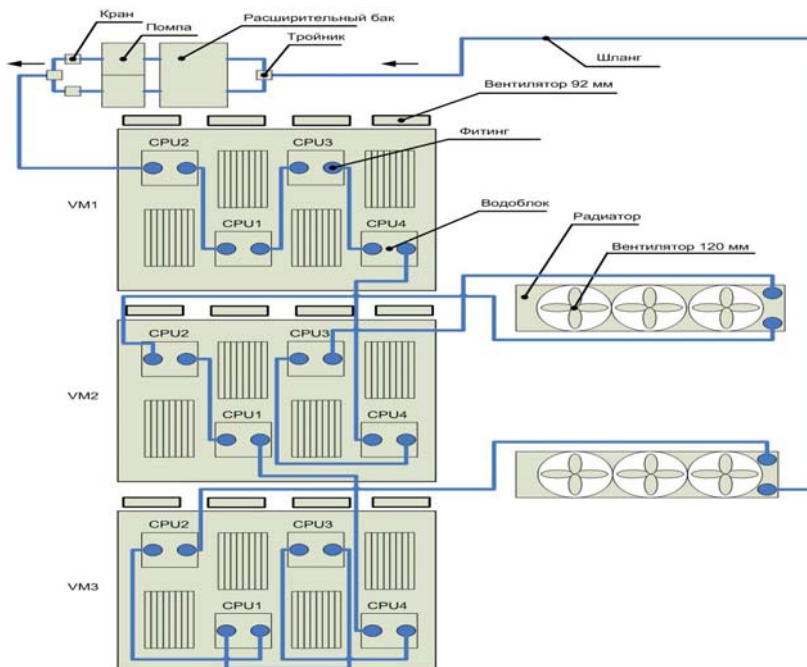 Кран
Помпа
Расширительный бак
Тройник
Шланг
Вентилятор 92 мм
CPU2
CPU3
Фитинг
VM1
CPU1
CPU4
Водоблок
Радиатор
Вентилятор 120 мм
CPU2
CPU3
VM2
CPU1
CPU4
CPU2
CPU3
VM3
CPU1
CPU4